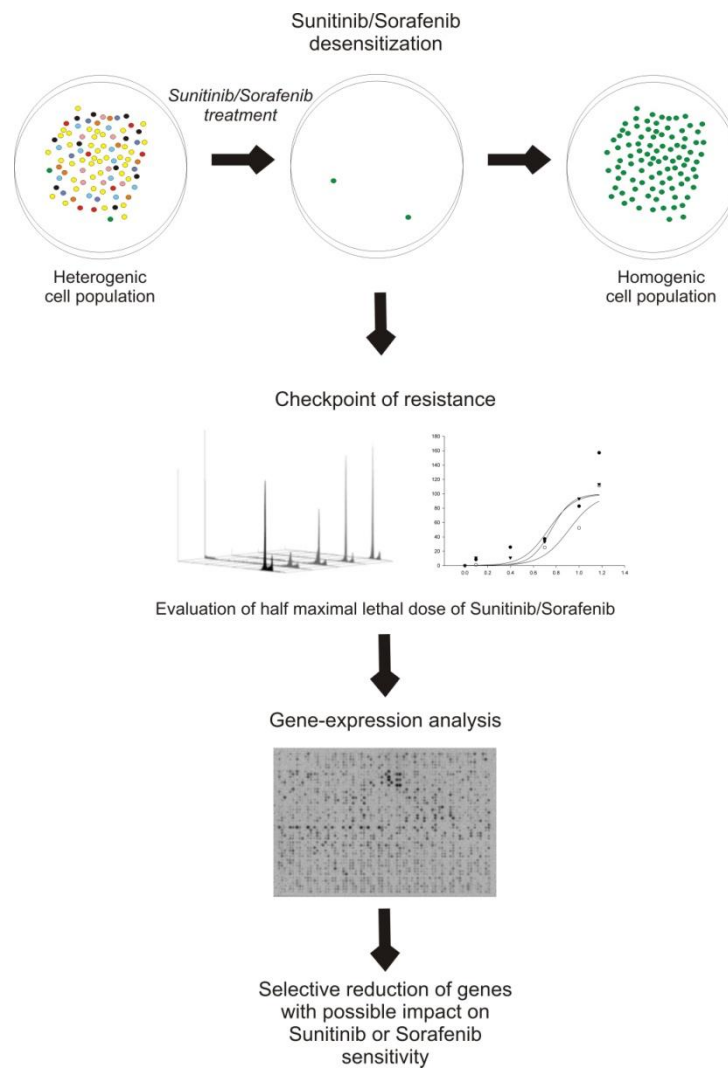 Sunitinib/Sorafenib
desensitization
Sunitinib/Sorafenib
treatment
Heterogenic
cell population
Homogenic
cell population
Checkpoint of resistance
180
160
140
120
100
80
60
40
20
0
0.0 0.2 0.4 0.6 0.8 1.0 1.2 1.4
Evaluation of half maximal lethal dose of Sunitinib/Sorafenib
Gene-expression analysis
Selective reduction of genes
with possible impact on
Sunitinib or Sorafenib
sensitivity